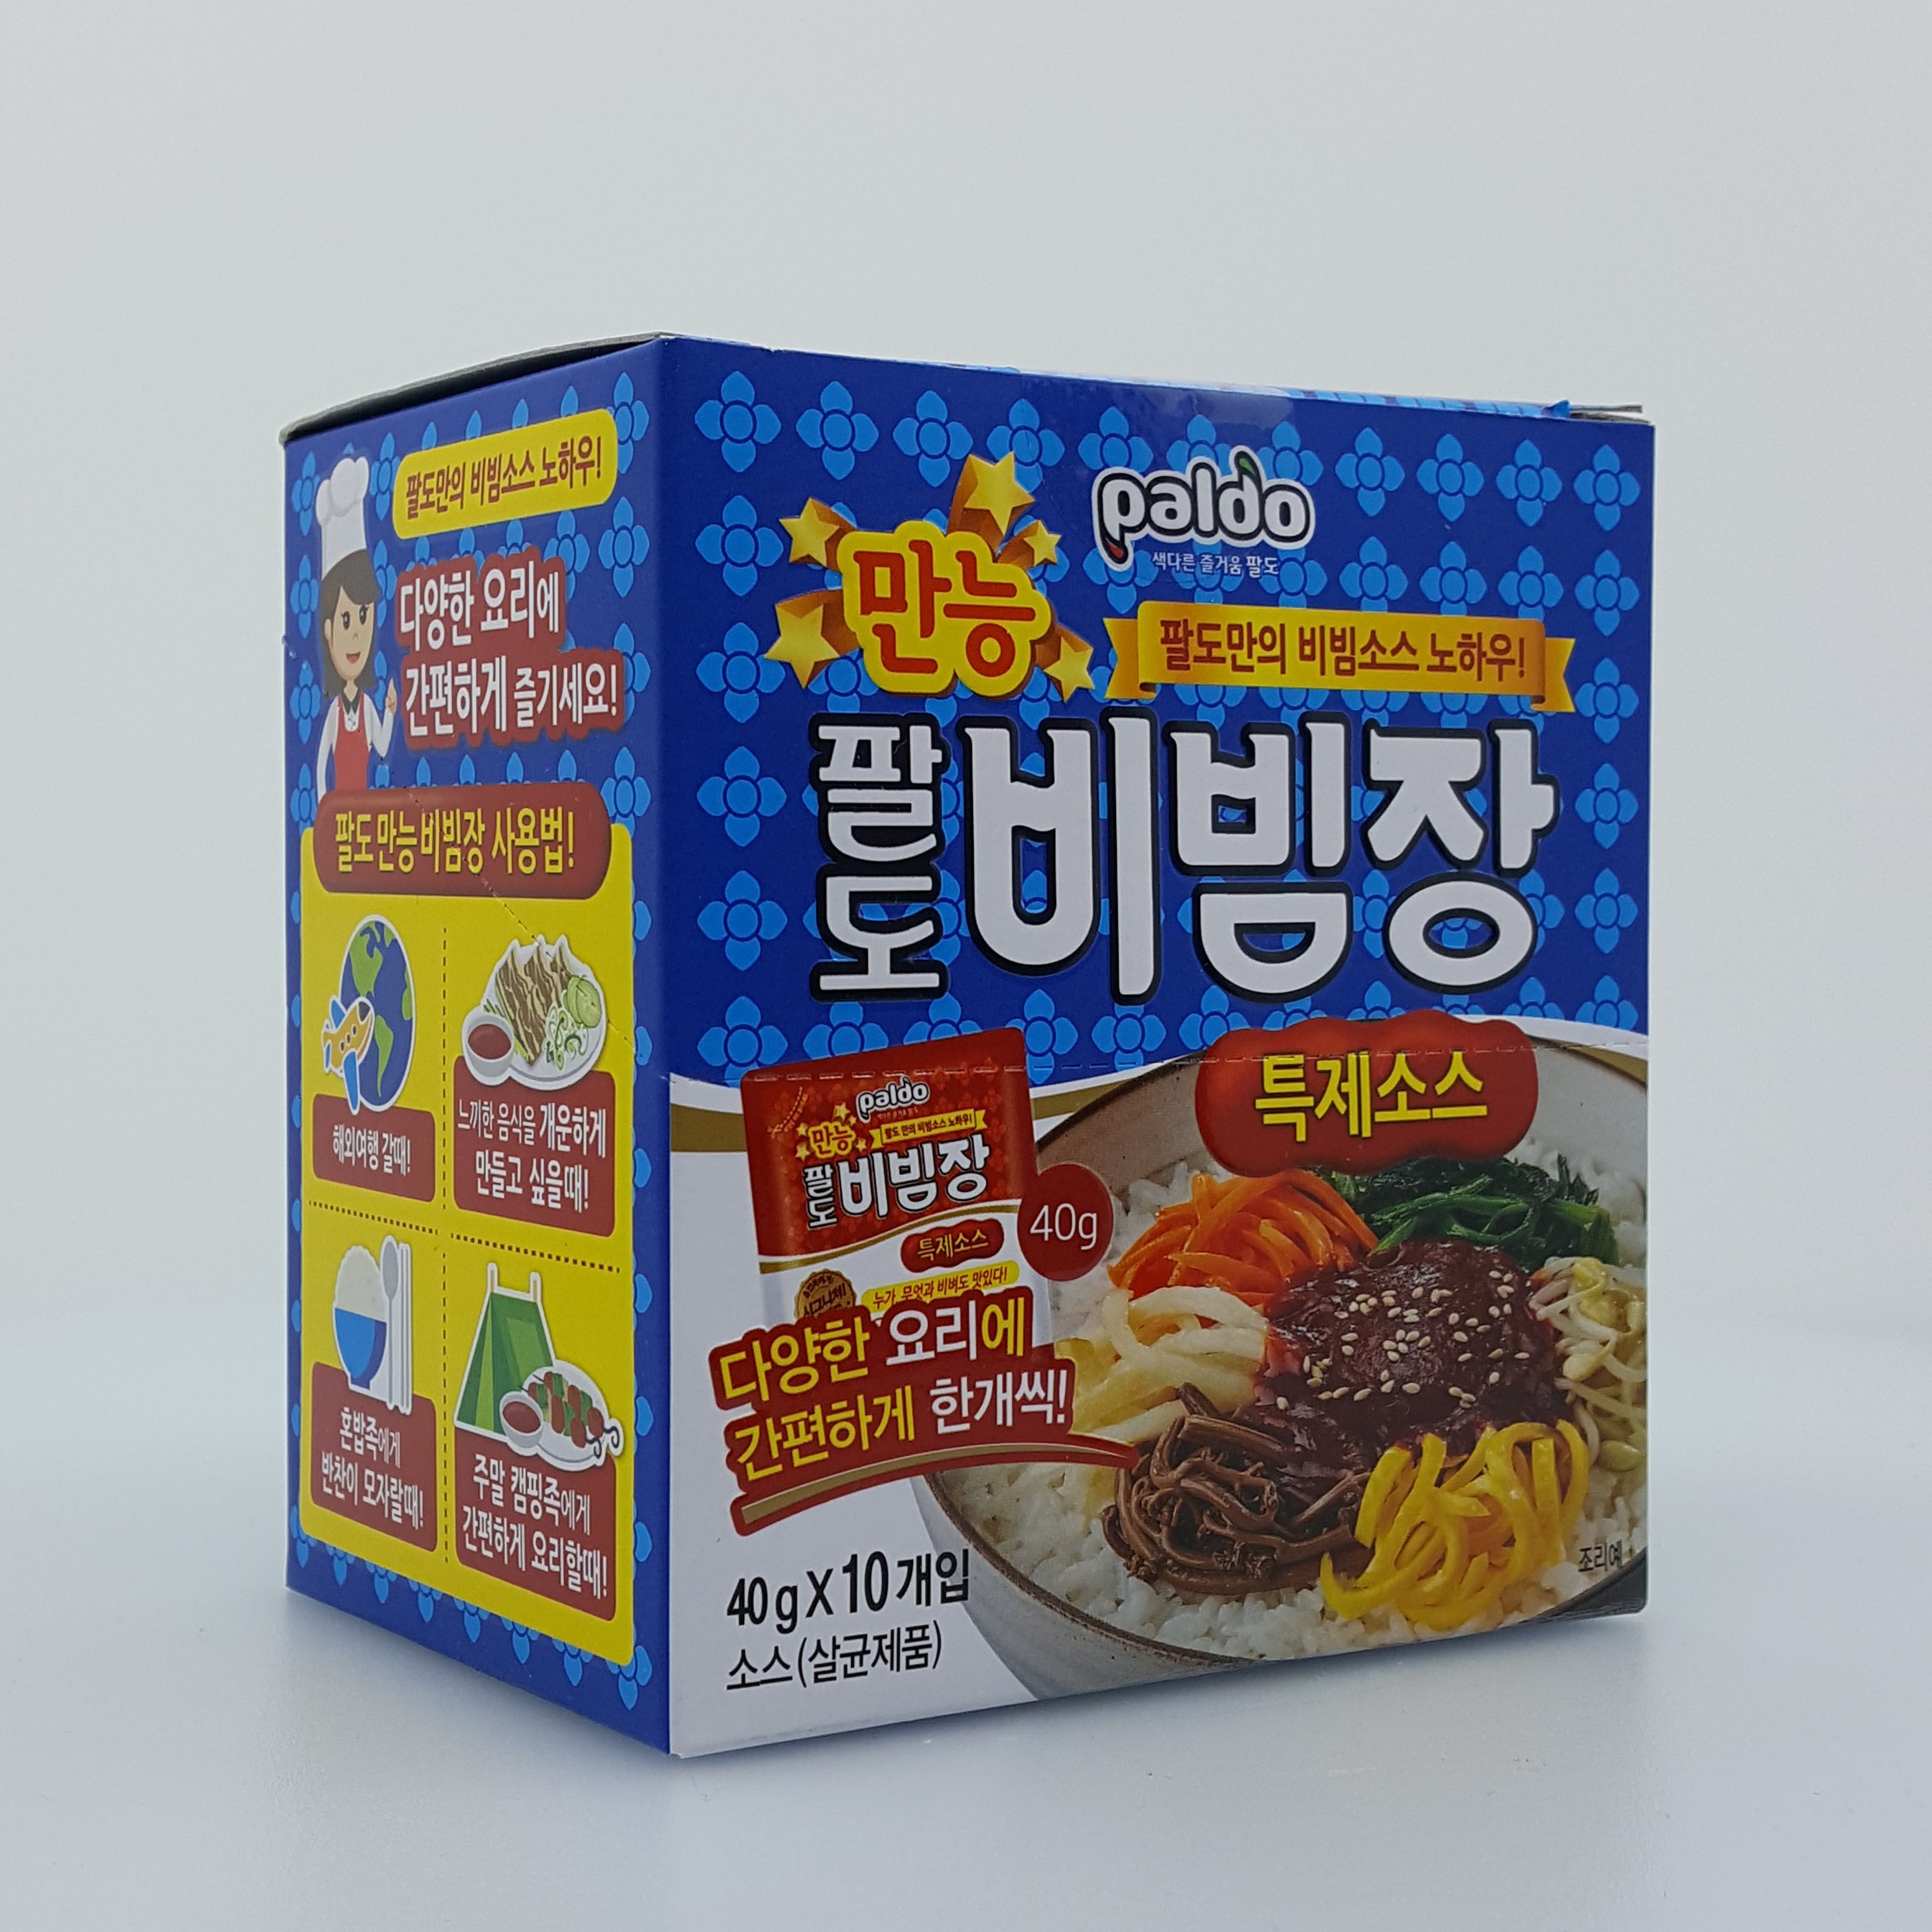 팔도만의 비빔소스 노하우!
다양한 요리에
간편하게 즐기세요!
팔도 만능비빔장 사용법!
해외여행 갈때!
느끼한 음식을 개운하게
만들고 싶을때!
혼밥족에게
반찬이 모자랄때!
주말 캠핑족에게
간편하게 요리할때!
paldo
색다른 즐거움 팔도
만능
팔도만의 비빔소스 노하우!
팔도 비빔장
특제소스
paldo
만능
팔도 만의 비빔소스 노하우!
팔도 비빔장
특제소스
40g
누가, 무엇과 비벼도 맛있다!
다양한 요리에
간편하게 한개씩!
40g X 10개입
소스(살균제품)
조리예